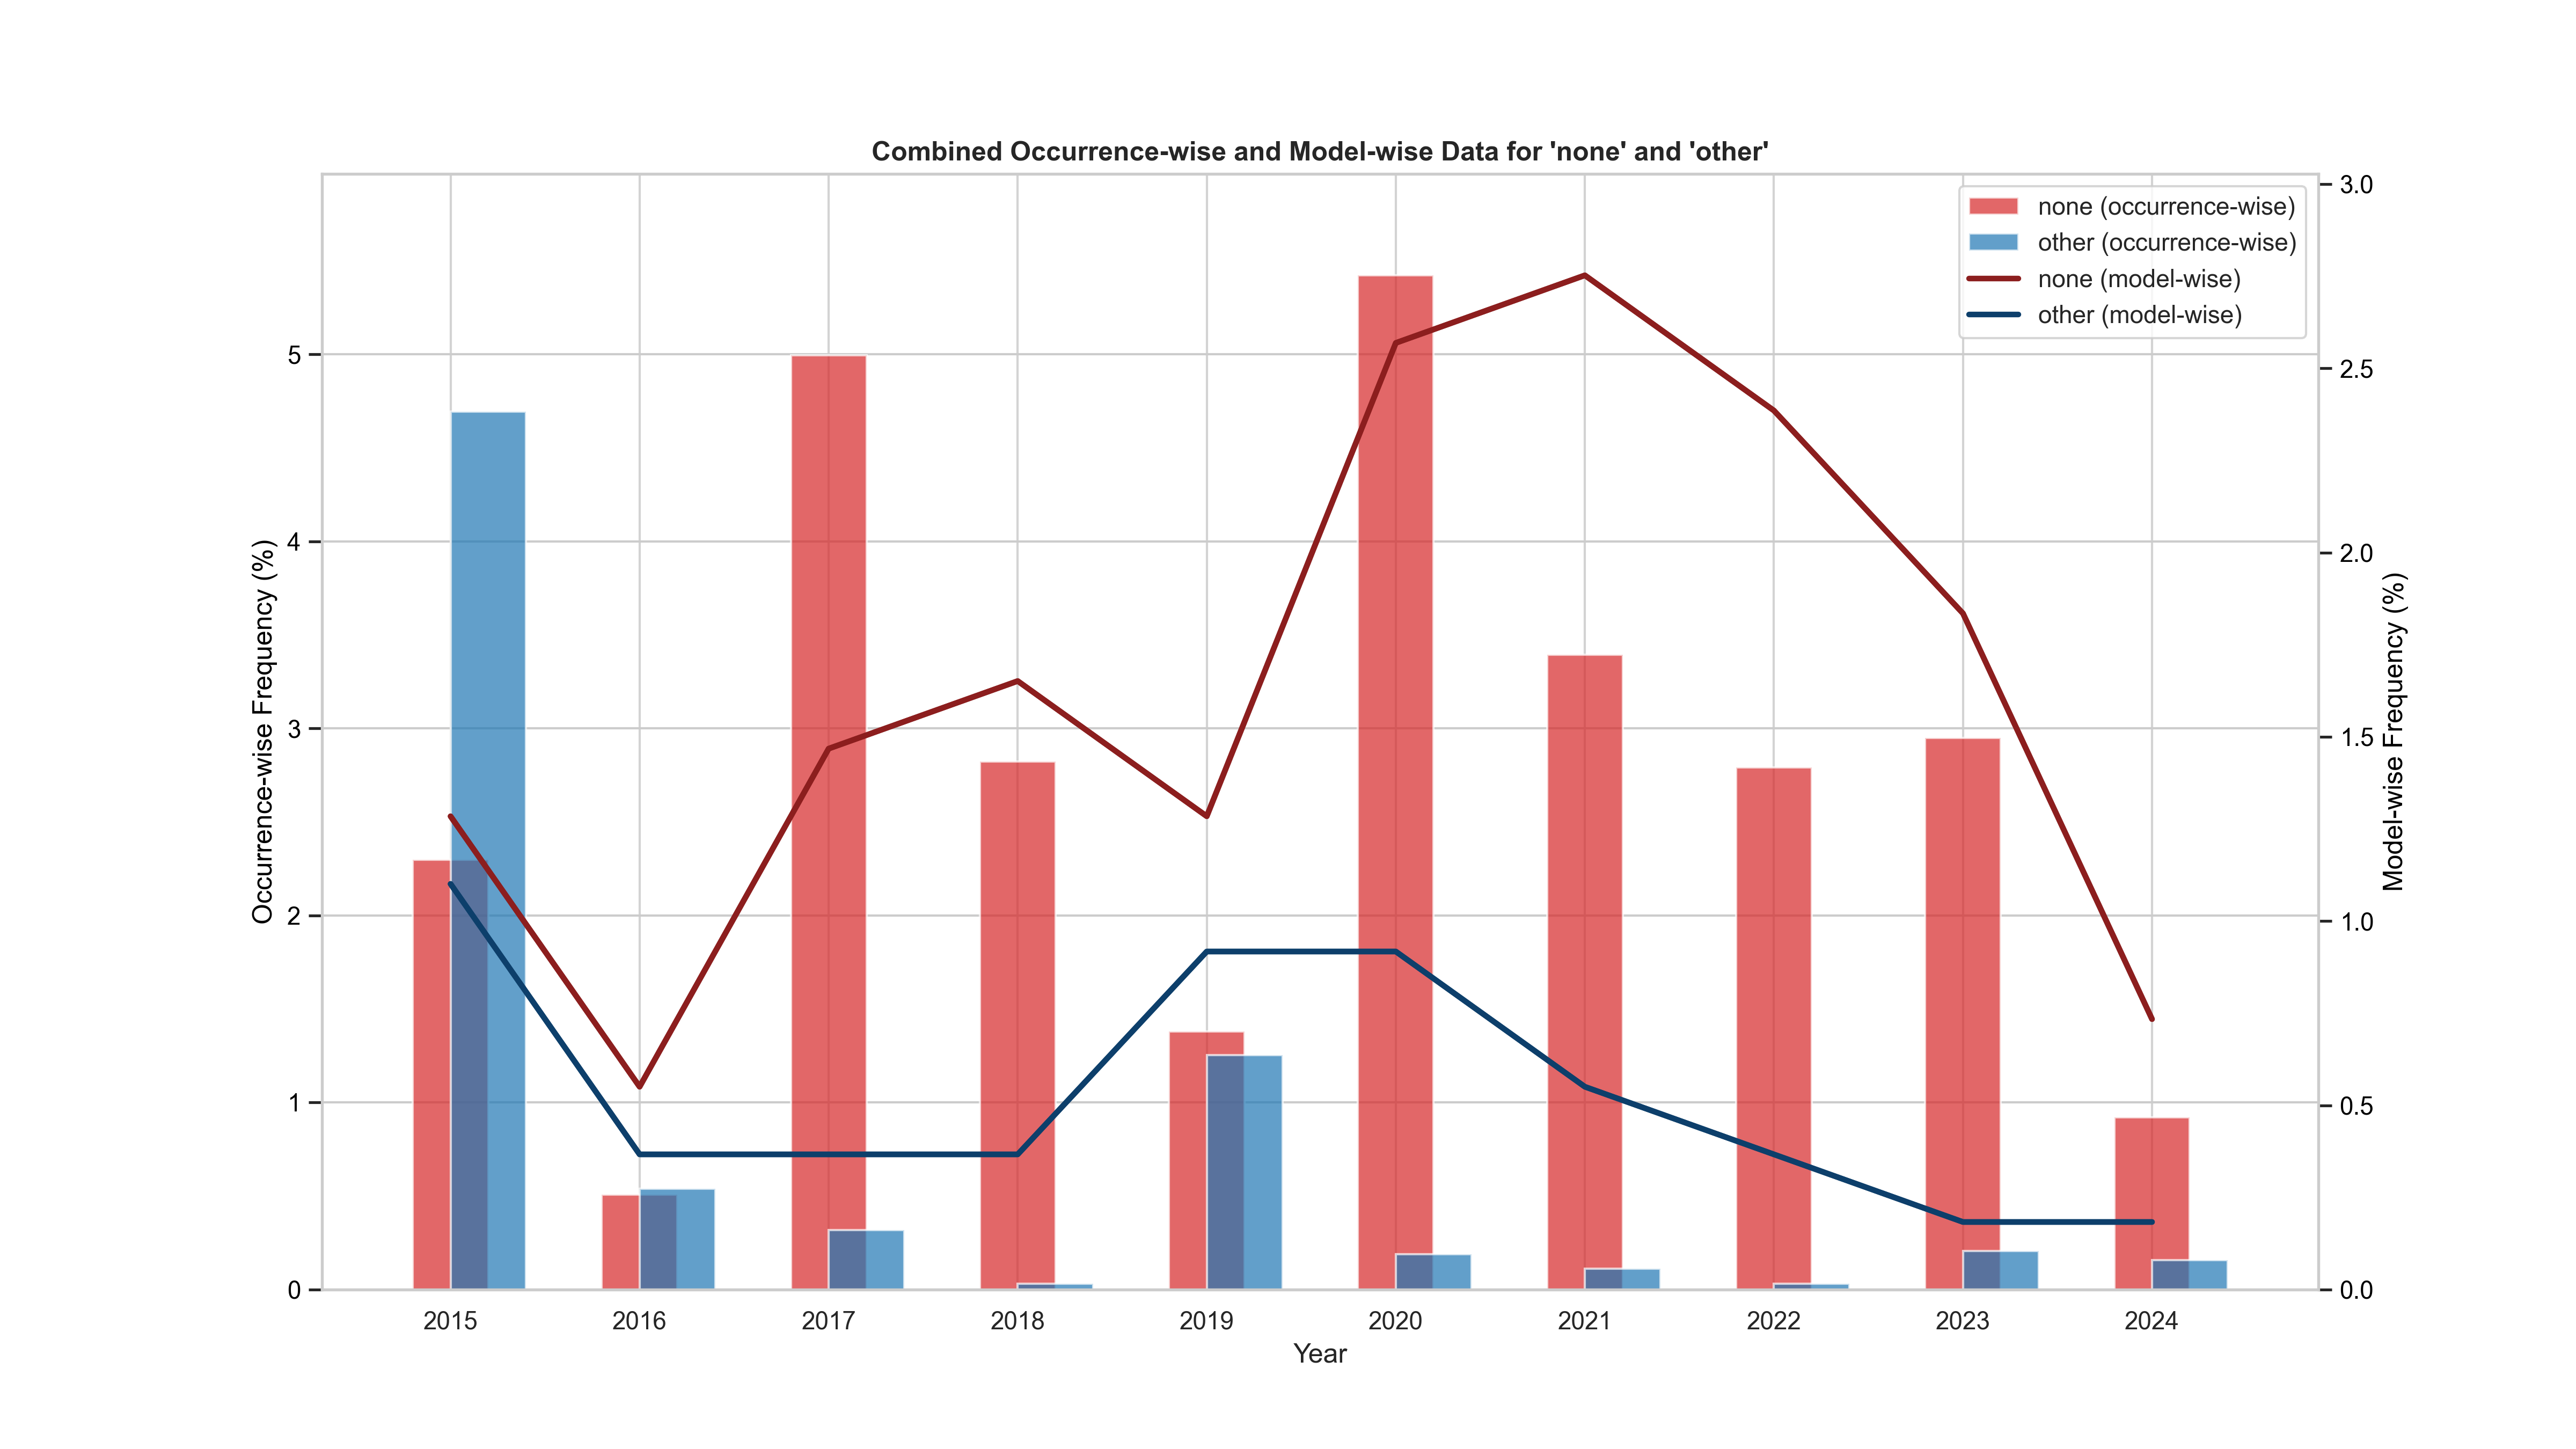 Combined Occurrence-wise and Model-wise Data for 'none' and 'other'
none (occurrence-wise)
other (occurrence-wise)
none (model-wise)
other (model-wise)
Occurrence-wise Frequency (%)
5
4
3
2
1
0
3.0
2.5
2.0
1.5
1.0
0.5
0.0
Model-wise Frequency (%)
2015 2016 2017 2018 2019 2020 2021 2022 2023 2024
Year